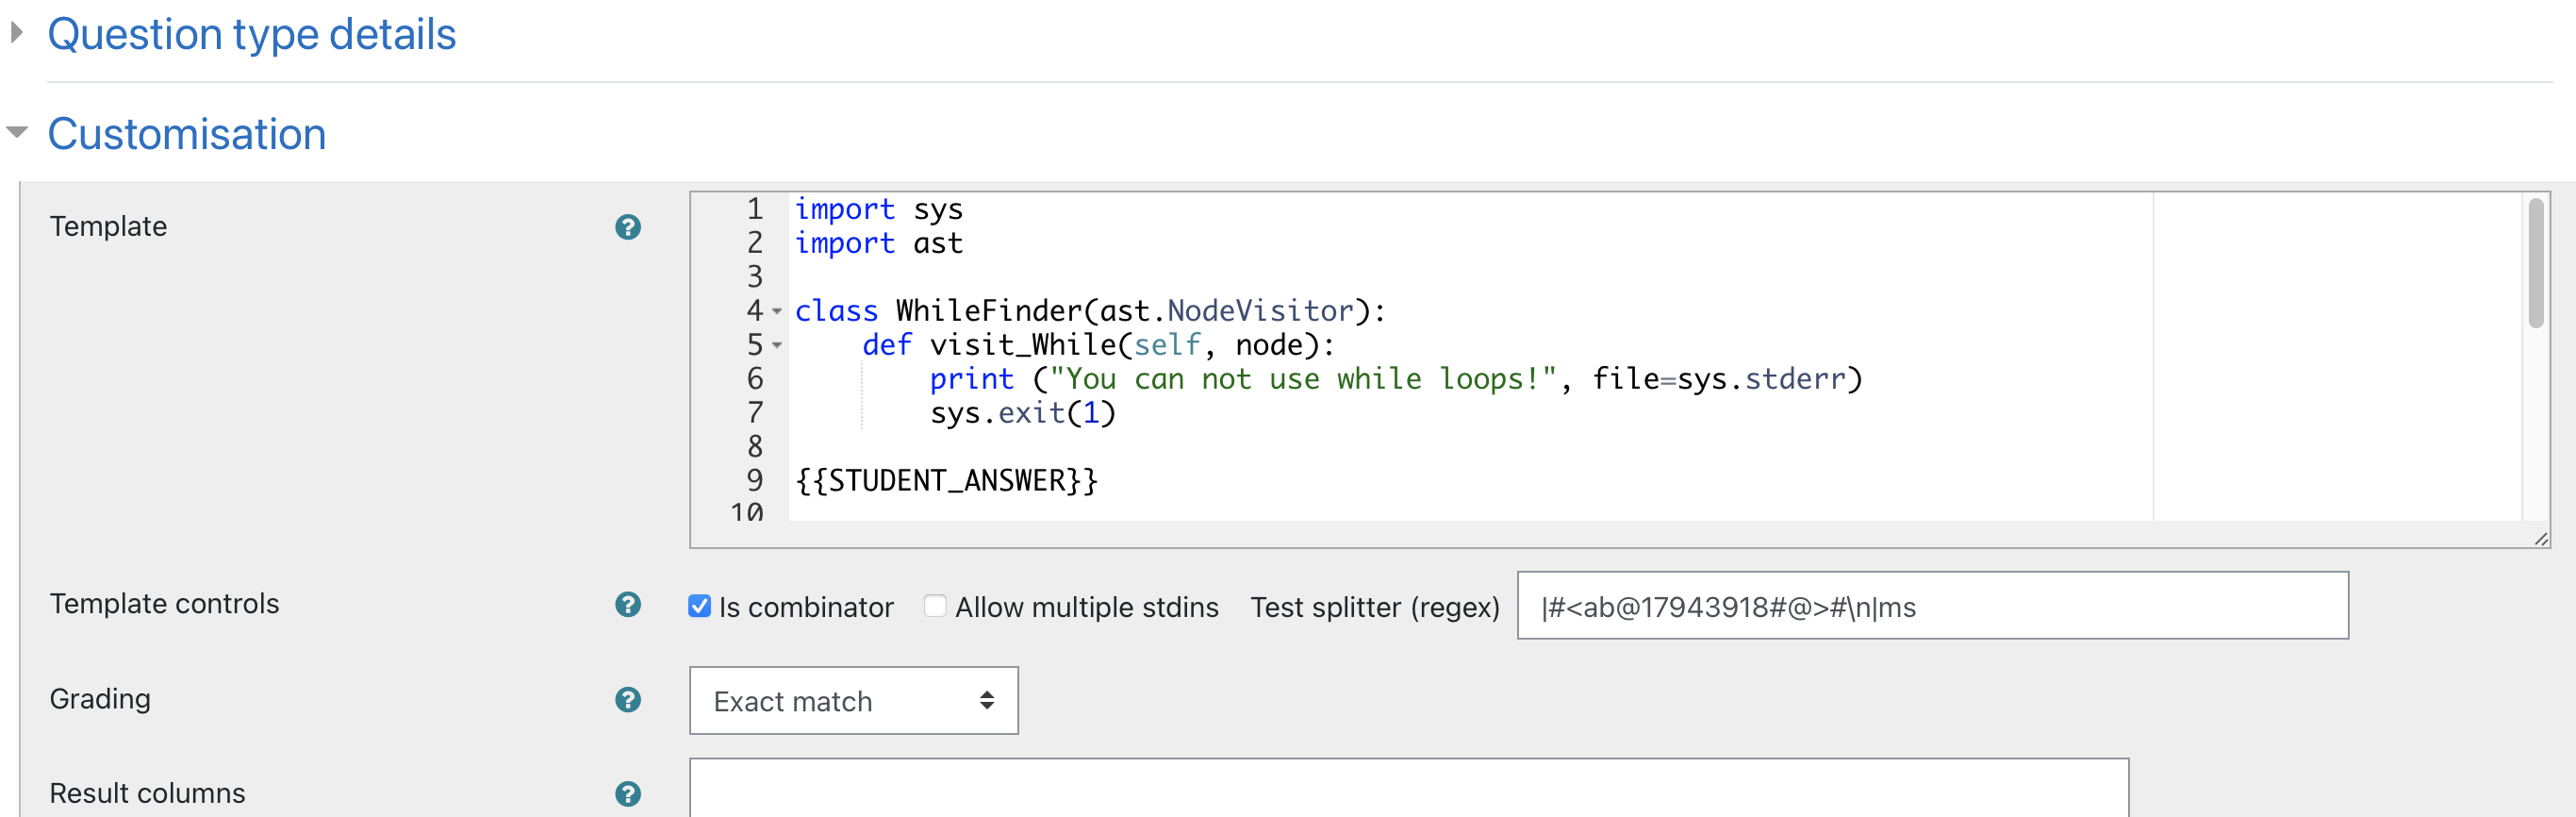 Question type details
Customisation
Template
1 import sys
2 import ast
3
4 class WhileFinder(ast.NodeVisitor):
5     def visit_While(self, node):
6         print ("You can not use while loops!", file=sys.stderr)
7         sys.exit(1)
8
9 {{STUDENT_ANSWER}}
10
Template controls
Is combinator Allow multiple stdins Test splitter (regex) |#<ab@17943918#@>#\n|ms
Grading
Exact match
Result columns